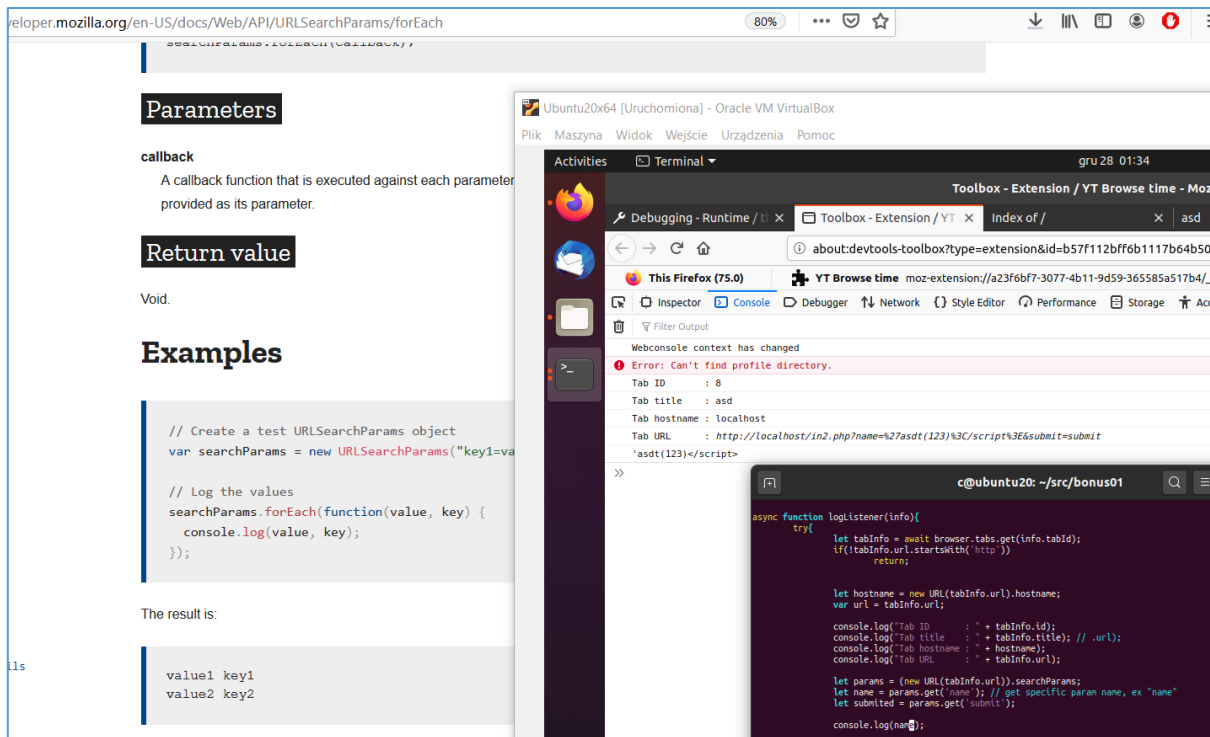 veloper.mozilla.org/en-US/docs/Web/API/URLSearchParams/forEach
80%
searchParams.forEach(callback);
Parameters
callback
A callback function that is executed against each parameter
provided as its parameter.
Return value
Void.
Examples
// Create a test URLSearchParams object
var searchParams = new URLSearchParams("key1=va
// Log the values
searchParams.forEach(function(value, key) {
console.log(value, key);
});
The result is:
ils
value1 key1
value2 key2
Ubuntu20x64 [Uruchomiona] - Oracle VM VirtualBox
Plik Maszyna Widok Wejście Urządzenia Pomoc
Activities Terminal gru 28 01:34
Toolbox - Extension / YT Browse time - Moz
Debugging - Runtime / th Toolbox - Extension / YT Index of / asd
about:devtools-toolbox?type=extension&id=b57f112bff6b1117b64b50
This Firefox (75.0) YT Browse time moz-extension://a23f6bf7-3077-4b11-9d59-365585a517b4/_
Inspector Console Debugger Network {} Style Editor Performance Storage Acc
Filter Output
Webconsole context has changed
Error: Can't find profile directory.
Tab ID : 8
Tab title : asd
Tab hostname : localhost
Tab URL : http://localhost/in2.php?name=%27asdt(123)%3C/script%3E&submit=submit
'asdt(123)</script>
»
c@ubuntu20: ~/src/bonus01
async function logListener(info){
try{
let tabInfo = await browser.tabs.get(info.tabId);
if(!tabInfo.url.startsWith('http'))
return;
let hostname = new URL(tabInfo.url).hostname;
var url = tabInfo.url;
console.log("Tab ID : " + tabInfo.id);
console.log("Tab title : " + tabInfo.title); // .url);
console.log("Tab hostname : " + hostname);
console.log("Tab URL : " + tabInfo.url);
let params = (new URL(tabInfo.url)).searchParams;
let name = params.get('name'); // get specific param name, ex "name"
let submited = params.get('submit');
console.log(name);